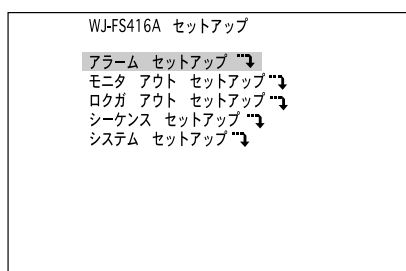 WJ-FS416A セットアップ
アラーム セットアップ
モニタ アウト セットアップ
ロクガ アウト セットアップ
シーケンス セットアップ
システム セットアップ